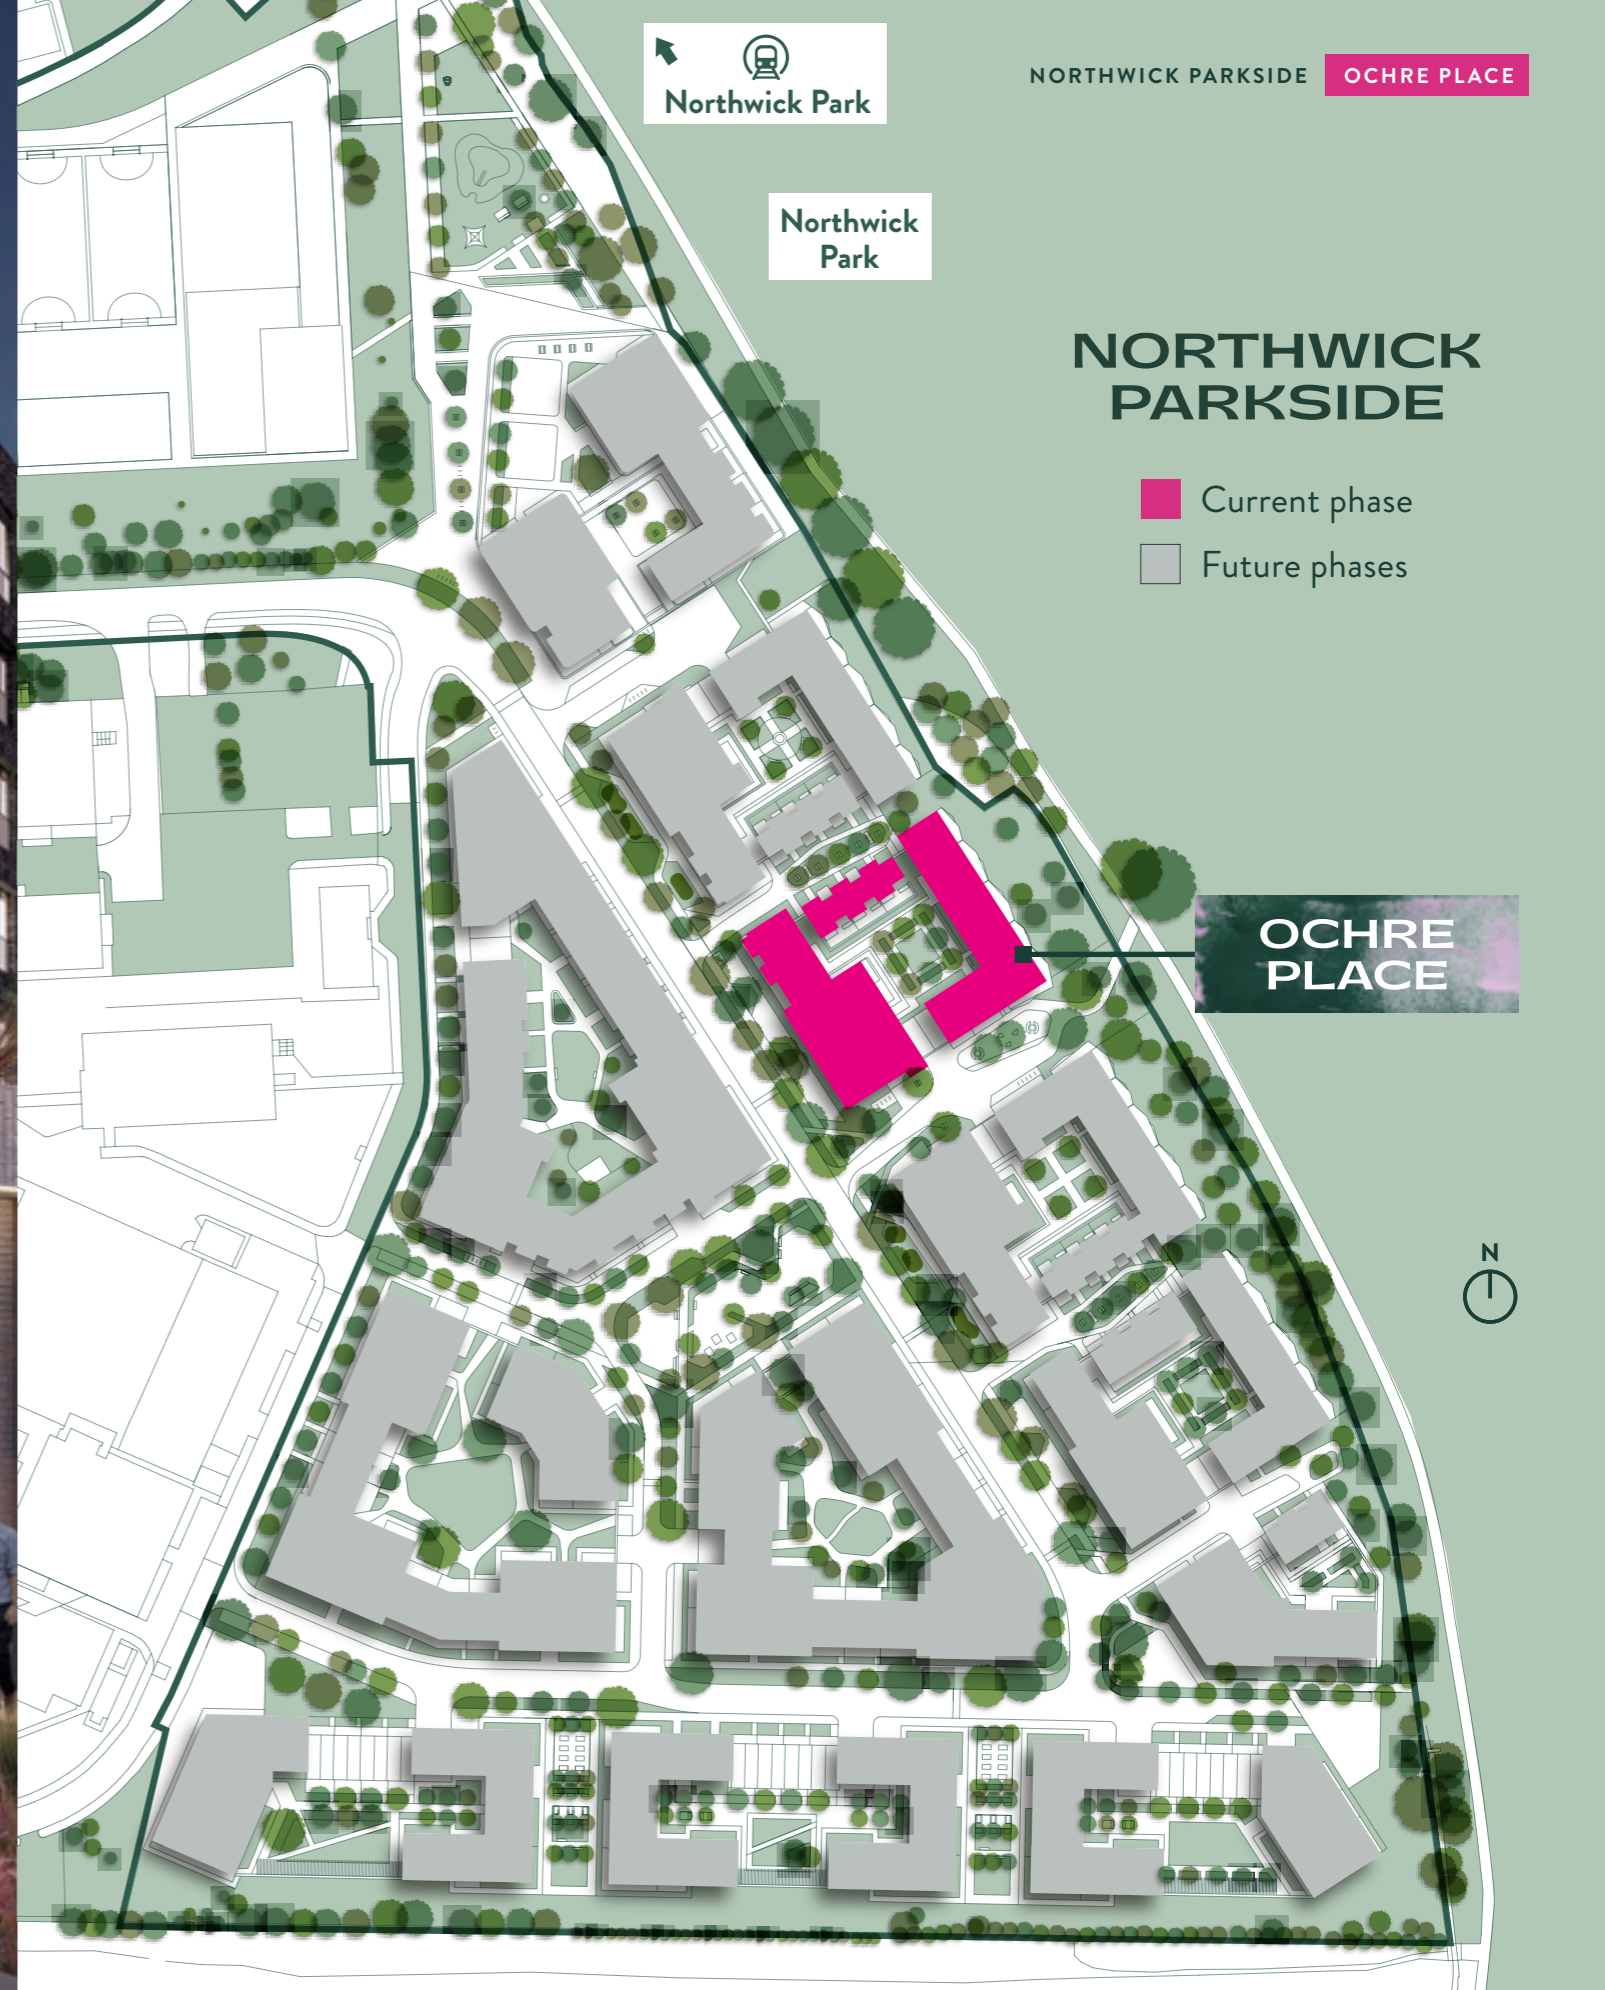 Northwick Park
NORTHWICK PARKSIDE OCHRE PLACE
Northwick
Park
NORTHWICK
PARKSIDE
Current phase
Future phases
OCHRE
PLACE
N